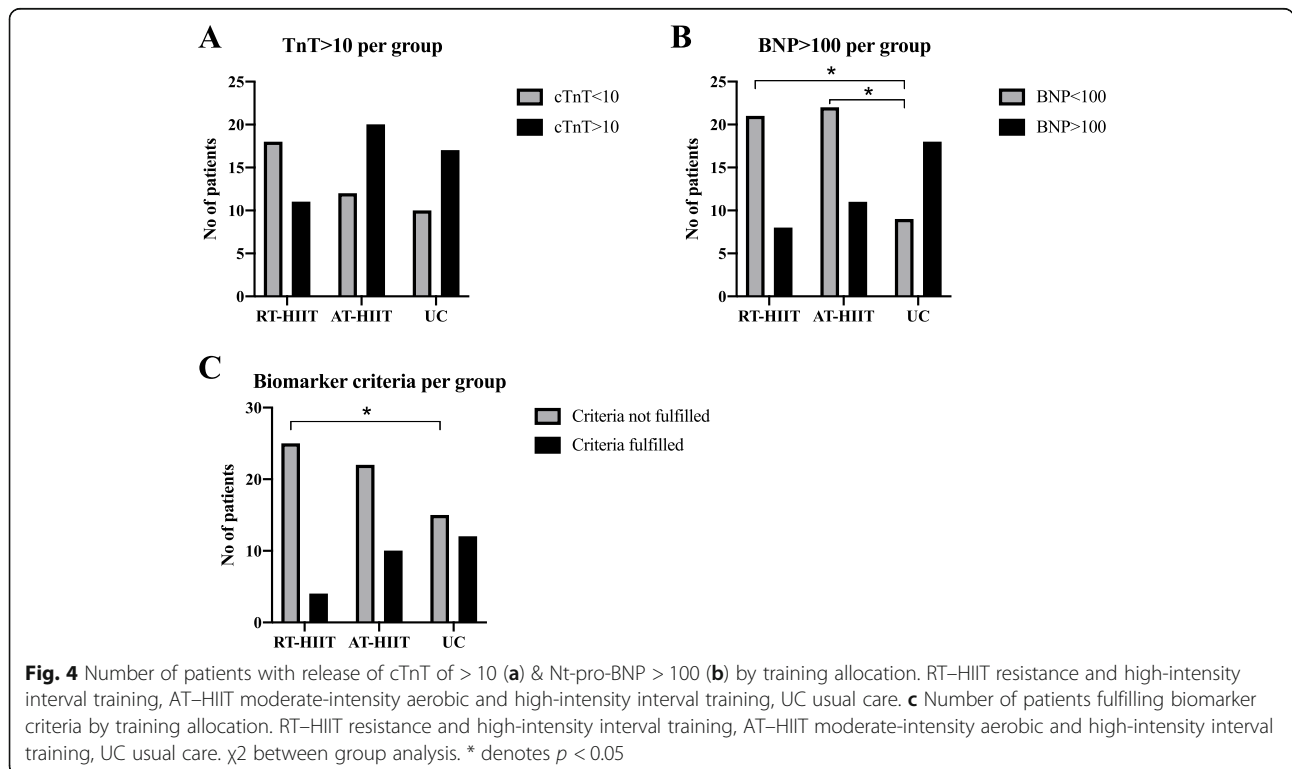 A
TnT>10 per group
No of patients
25
20
15
10
5
0
RT-HIIT AT-HIIT UC
cTnT<10
cTnT>10
B
BNP>100 per group
* 
*
No of patients
25
20
15
10
5
0
RT-HIIT AT-HIIT UC
BNP<100
BNP>100
C
Biomarker criteria per group
*
No of patients
30
20
10
0
RT-HIIT AT-HIIT UC
Criteria not fulfilled
Criteria fulfilled
Fig. 4 Number of patients with release of cTnT of > 10 (a) & Nt-pro-BNP > 100 (b) by training allocation. RT–HIIT resistance and high-intensity
interval training, AT–HIIT moderate-intensity aerobic and high-intensity interval training, UC usual care. c Number of patients fulfilling biomarker
criteria by training allocation. RT–HIIT resistance and high-intensity interval training, AT–HIIT moderate-intensity aerobic and high-intensity interval
training, UC usual care. χ2 between group analysis. * denotes p < 0.05